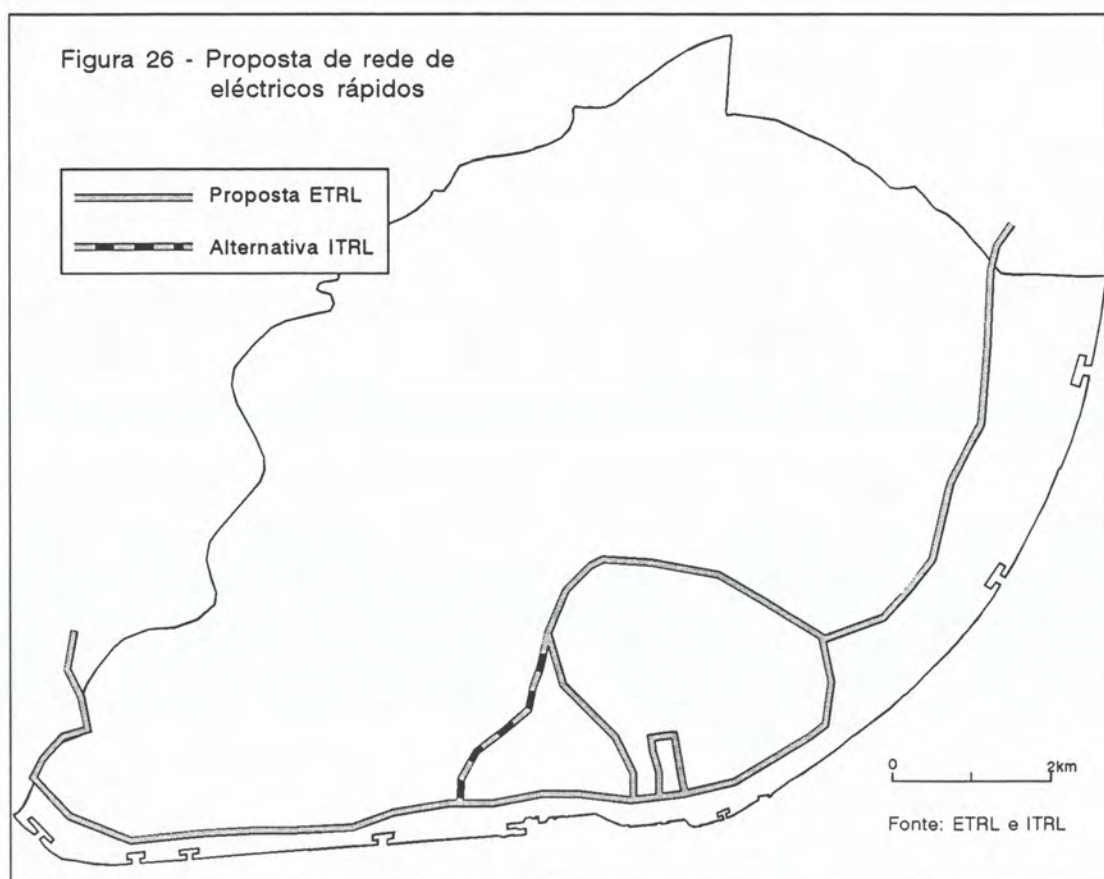 Figura 26 - Proposta de rede de
eléctricos rápidos
Proposta ETRL
Alternativa ITRL
0 2km
Fonte: ETRL e ITRL